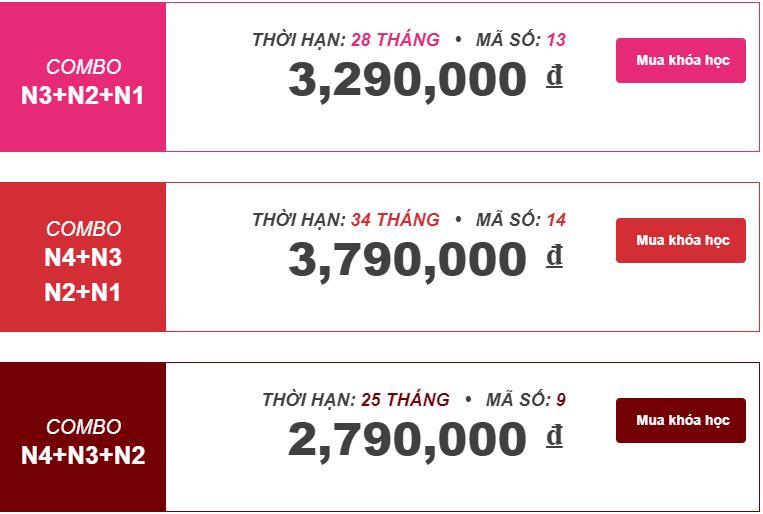 COMBO
N3+N2+N1
THỜI HẠN: 28 THÁNG • MÃ SỐ: 13
3,290,000 ₫
Mua khóa học
COMBO
N4+N3
N2+N1
THỜI HẠN: 34 THÁNG • MÃ SỐ: 14
3,790,000 ₫
Mua khóa học
COMBO
N4+N3+N2
THỜI HẠN: 25 THÁNG • MÃ SỐ: 9
2,790,000 ₫
Mua khóa học